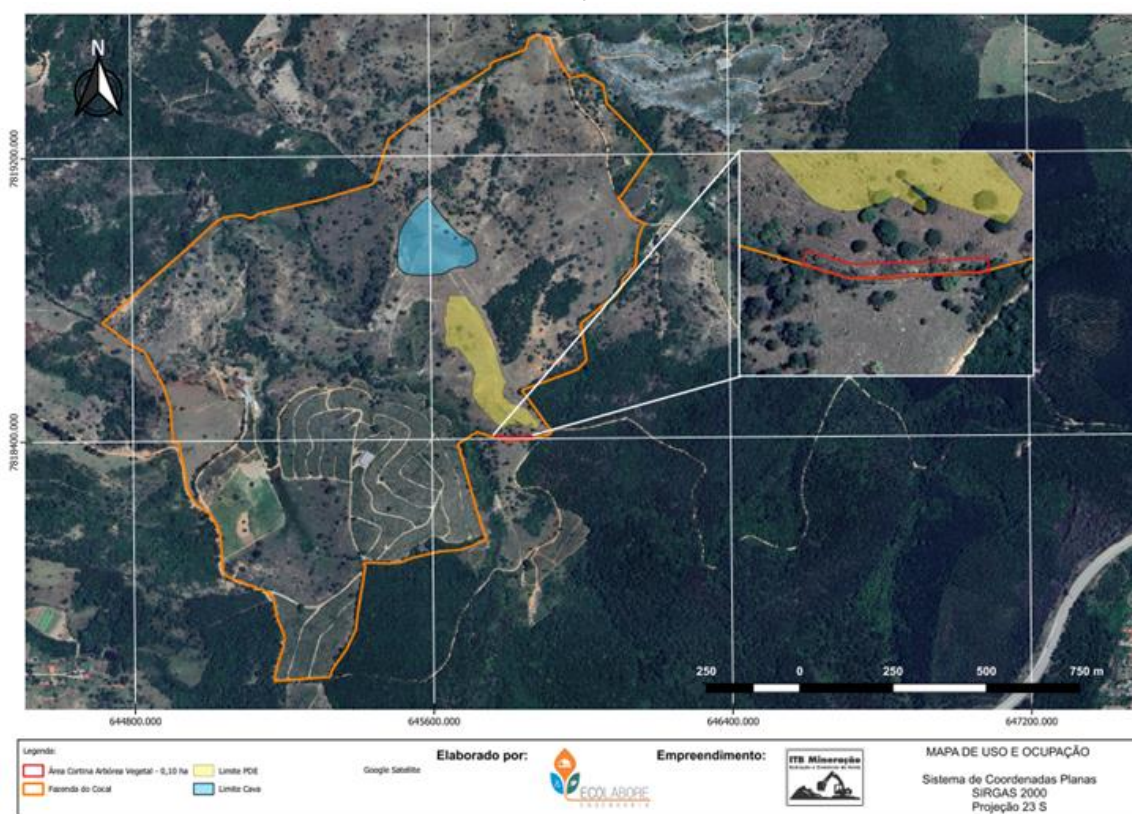 N
7819200.000
7818400.000
250 0 250 500 750 m
644800.000 645600.000 646400.000 647200.000
Legenda:
Área Cortina Arbórea Vegetal - 0,10 ha
Limite PDE
Fazenda do Cocal
Limite Cava
Google Satellite
Elaborado por:
ECOLABORE
ENGENHARIA
Empreendimento:
ITB Mineração
MAPA DE USO E OCUPAÇÃO
Sistema de Coordenadas Planas
SIRGAS 2000
Projeção 23 S